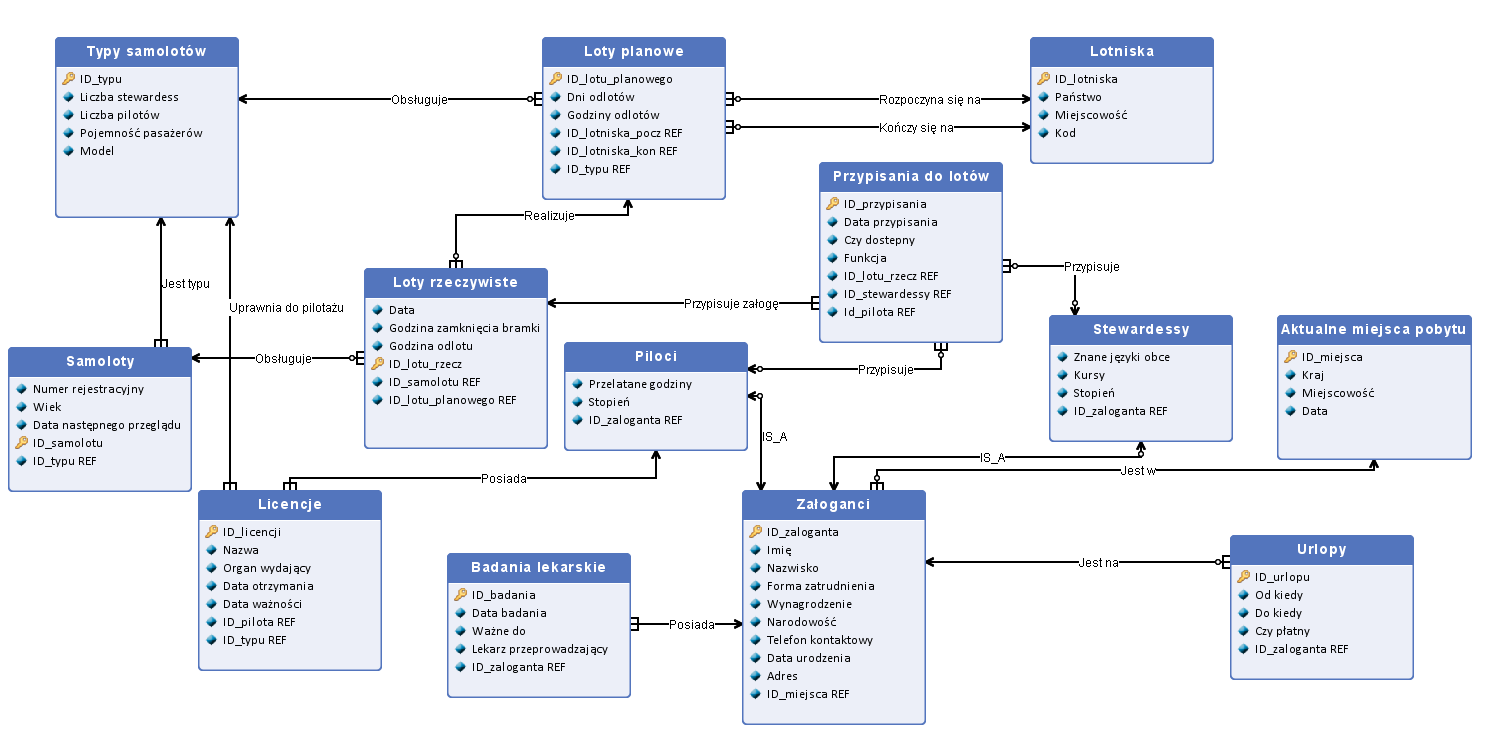 Typy samolotów
ID_typu
Liczba stewardess
Liczba pilotów
Pojemność pasażerów
Model
Obsługuje
Loty planowe
ID_lotu_planowego
Dni odlotów
Godziny odlotów
ID_lotniska_pocz REF
ID_lotniska_kon REF
ID_typu REF
Rozpoczyna się na
Kończy się na
Lotniska
ID_lotniska
Państwo
Miejscowość
Kod
Przypisania do lotów
ID_przypisania
Data przypisania
Czy dostepny
Funkcja
ID_lotu_rzecz REF
ID_stewardessy REF
Id_pilota REF
Realizuje
Jest typu
Uprawnia do pilotażu
Loty rzeczywiste
Data
Godzina zamknięcia bramki
Godzina odlotu
ID_lotu_rzecz
ID_samolotu REF
ID_lotu_planowego REF
Przypisuje załogę
Przypisuje
Stewardessy
Znane języki obce
Kursy
Stopień
ID_zaloganta REF
Aktualne miejsca pobytu
ID_miejsca
Kraj
Miejscowość
Data
Samoloty
Numer rejestracyjny
Wiek
Data następnego przeglądu
ID_samolotu
ID_typu REF
Obsługuje
Piloci
Przelatane godziny
Stopień
ID_zaloganta REF
Przypisuje
IS_A
IS_A
Jest w
Posiada
Licencje
ID_licencji
Nazwa
Organ wydający
Data otrzymania
Data ważności
ID_pilota REF
ID_typu REF
Badania lekarskie
ID_badania
Data badania
Ważne do
Lekarz przeprowadzający
ID_zaloganta REF
Posiada
Załoganci
ID_zaloganta
Imię
Nazwisko
Forma zatrudnienia
Wynagrodzenie
Narodowość
Telefon kontaktowy
Data urodzenia
Adres
ID_miejsca REF
Jest na
Urlopy
ID_urlopu
Od kiedy
Do kiedy
Czy płatny
ID_zaloganta REF